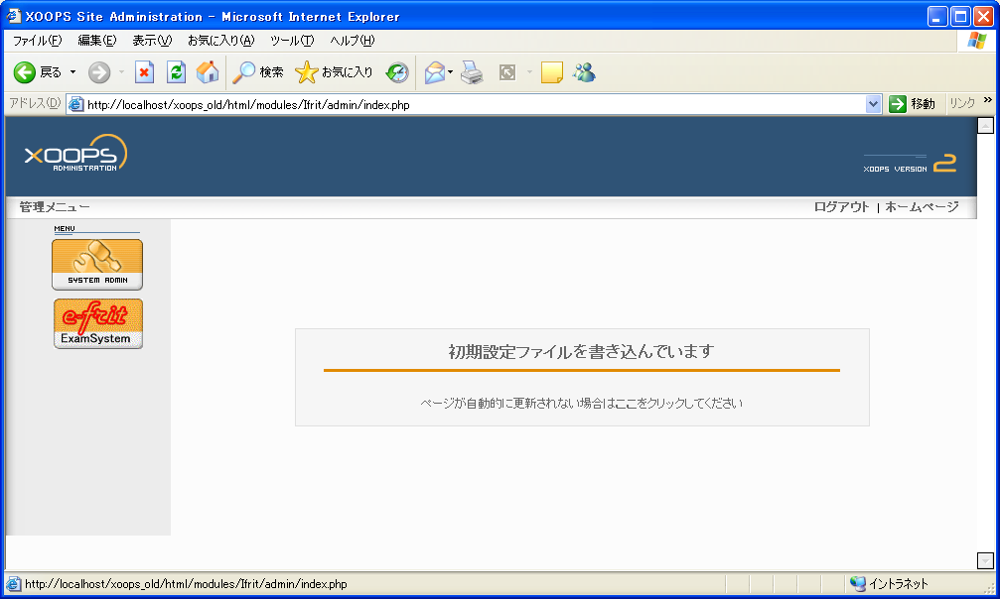 XOOPS Site Administration - Microsoft Internet Explorer
ファイル(F) 編集(E) 表示(V) お気に入り(A) ツール(T) ヘルプ(H)
戻る 検索 お気に入り
アドレス(D) http://localhost/xoops_old/html/modules/Ifrit/admin/index.php 移動 リンク »
XOOPS
ADMINISTRATION
XOOPS VERSION 2
管理メニュー ログアウト | ホームページ
MENU
SYSTEM ADMIN
e-frit
ExamSystem
初期設定ファイルを書き込んでいます
ページが自動的に更新されない場合はここをクリックしてください
http://localhost/xoops_old/html/modules/Ifrit/admin/index.php イントラネット